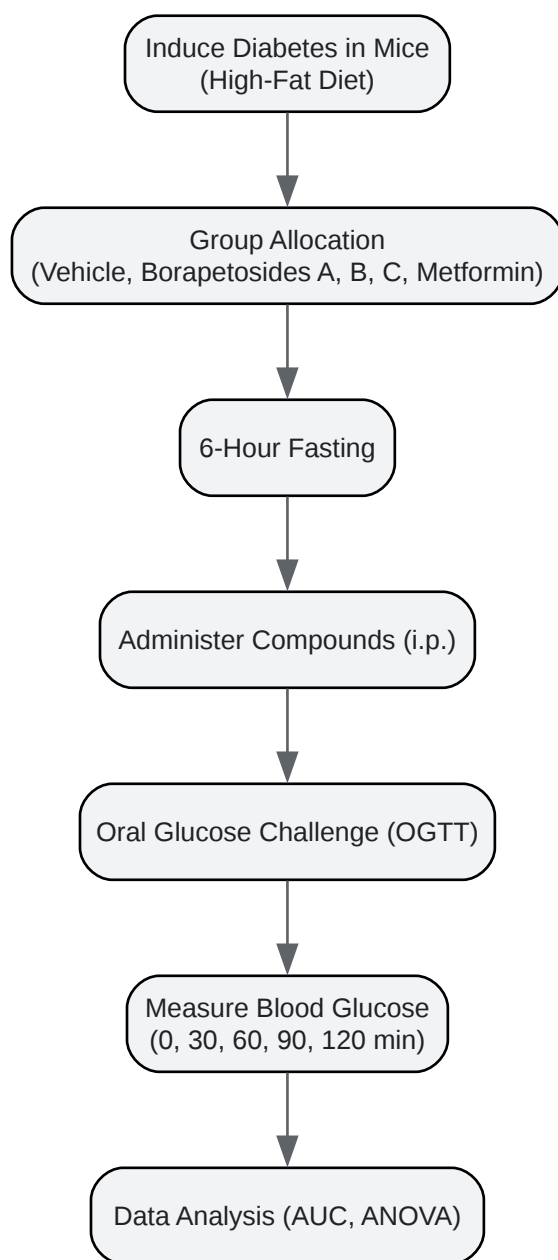 Induce Diabetes in Mice
(High-Fat Diet)
Group Allocation
(Vehicle, Borapetosides A, B, C, Metformin)
6-Hour Fasting
Administer Compounds (i.p.)
Oral Glucose Challenge (OGTT)
Measure Blood Glucose
(0, 30, 60, 90, 120 min)
Data Analysis (AUC, ANOVA)